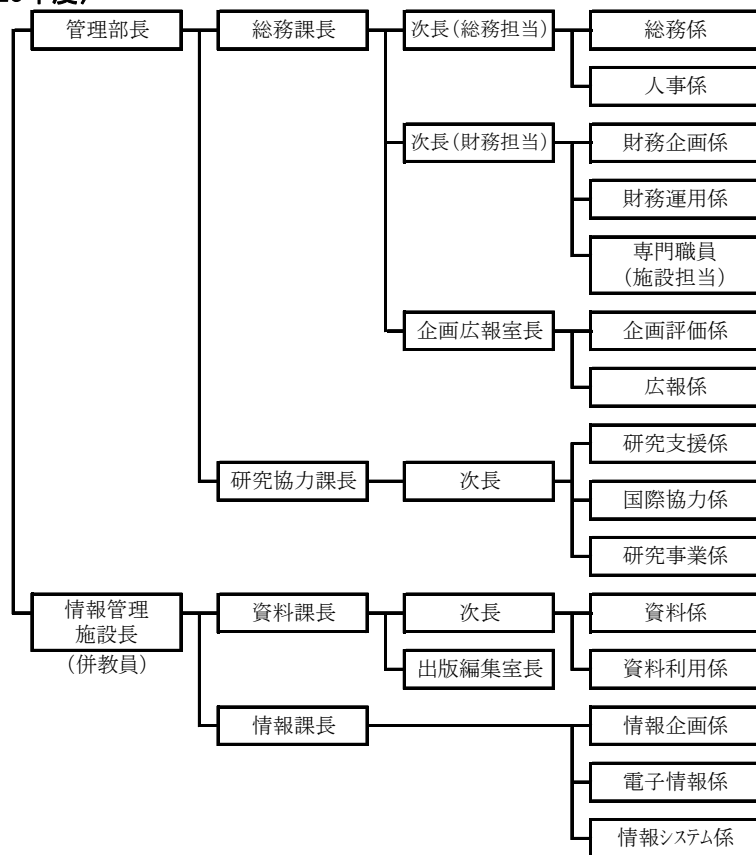 管理部長
総務課長
次長(総務担当)
総務係
人事係
次長(財務担当)
財務企画係
財務運用係
専門職員
(施設担当)
企画広報室長
企画評価係
広報係
研究協力課長
次長
研究支援係
国際協力係
研究事業係
情報管理
施設長
(併教員)
資料課長
次長
資料係
出版編集室長
資料利用係
情報課長
情報企画係
電子情報係
情報システム係